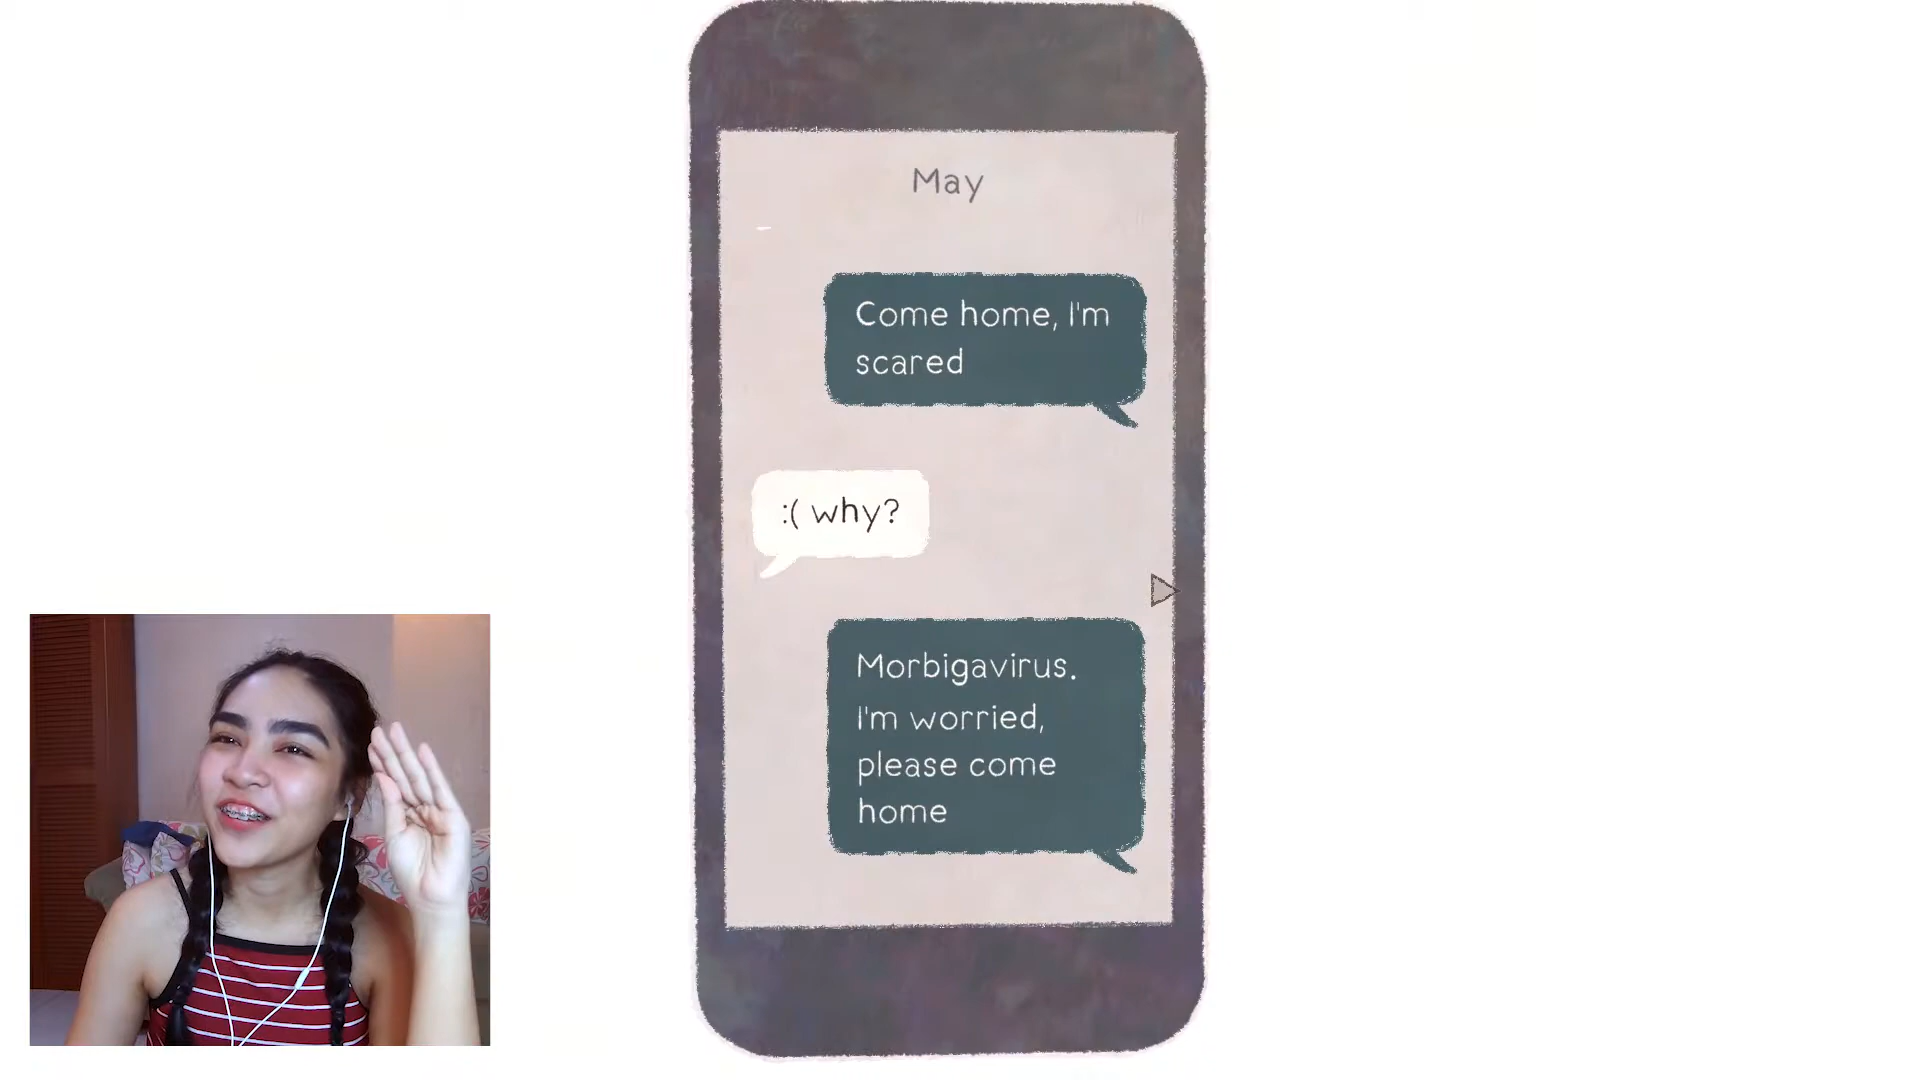 May
Come home, I'm
scared
:( why?
Morbigavirus.
I'm worried,
please come
home